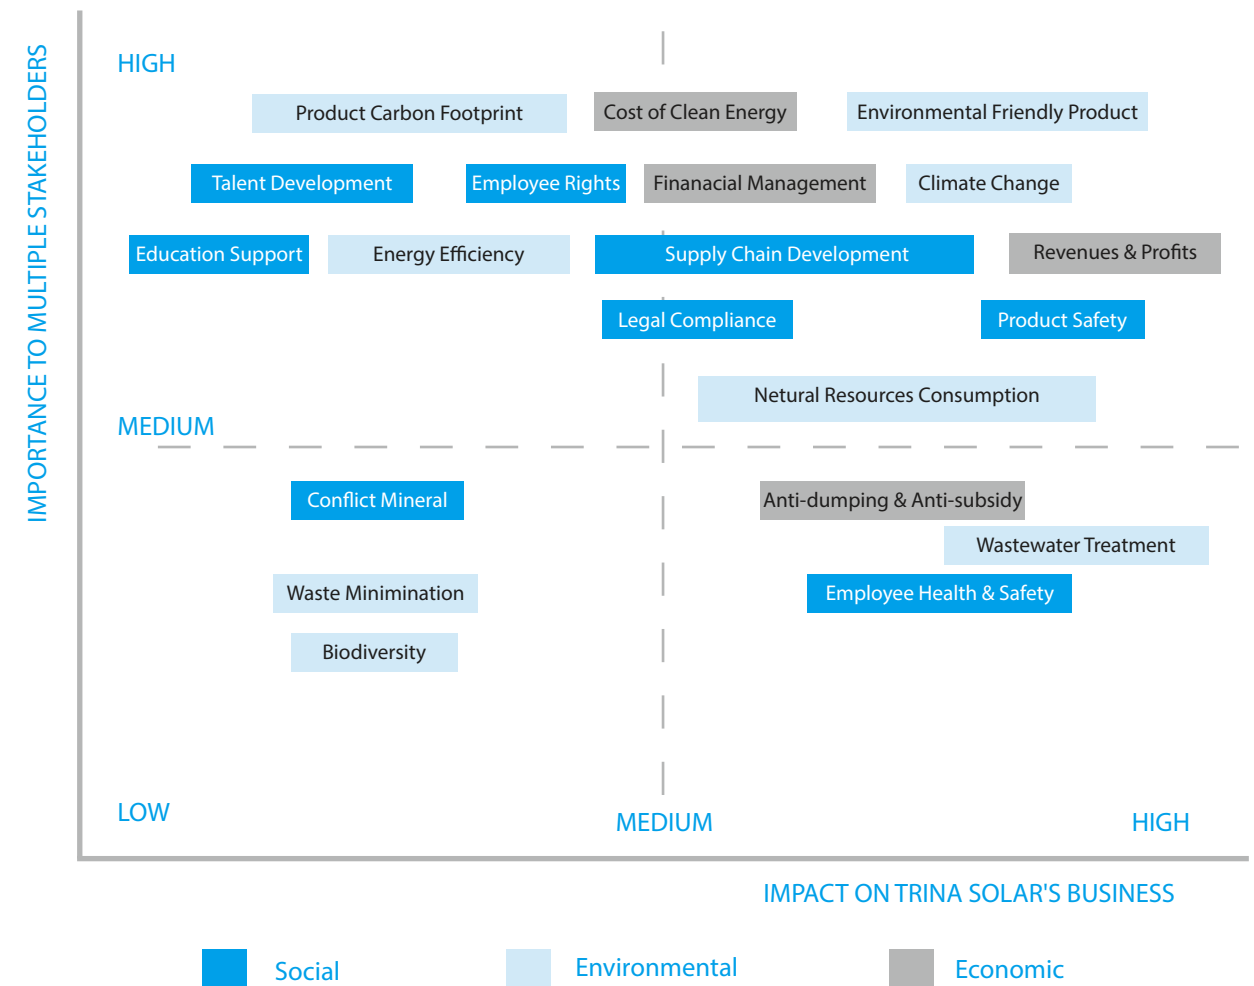 IMPORTANCE TO MULTIPLE STAKEHOLDERS
HIGH
Product Carbon Footprint
Cost of Clean Energy
Environmental Friendly Product
Talent Development
Employee Rights
Finanacial Management
Climate Change
Education Support
Energy Efficiency
Supply Chain Development
Revenues & Profits
Legal Compliance
Product Safety
Netural Resources Consumption
MEDIUM
Conflict Mineral
Anti-dumping & Anti-subsidy
Wastewater Treatment
Waste Minimination
Employee Health & Safety
Biodiversity
LOW
MEDIUM
HIGH
IMPACT ON TRINA SOLAR'S BUSINESS
Social
Environmental
Economic